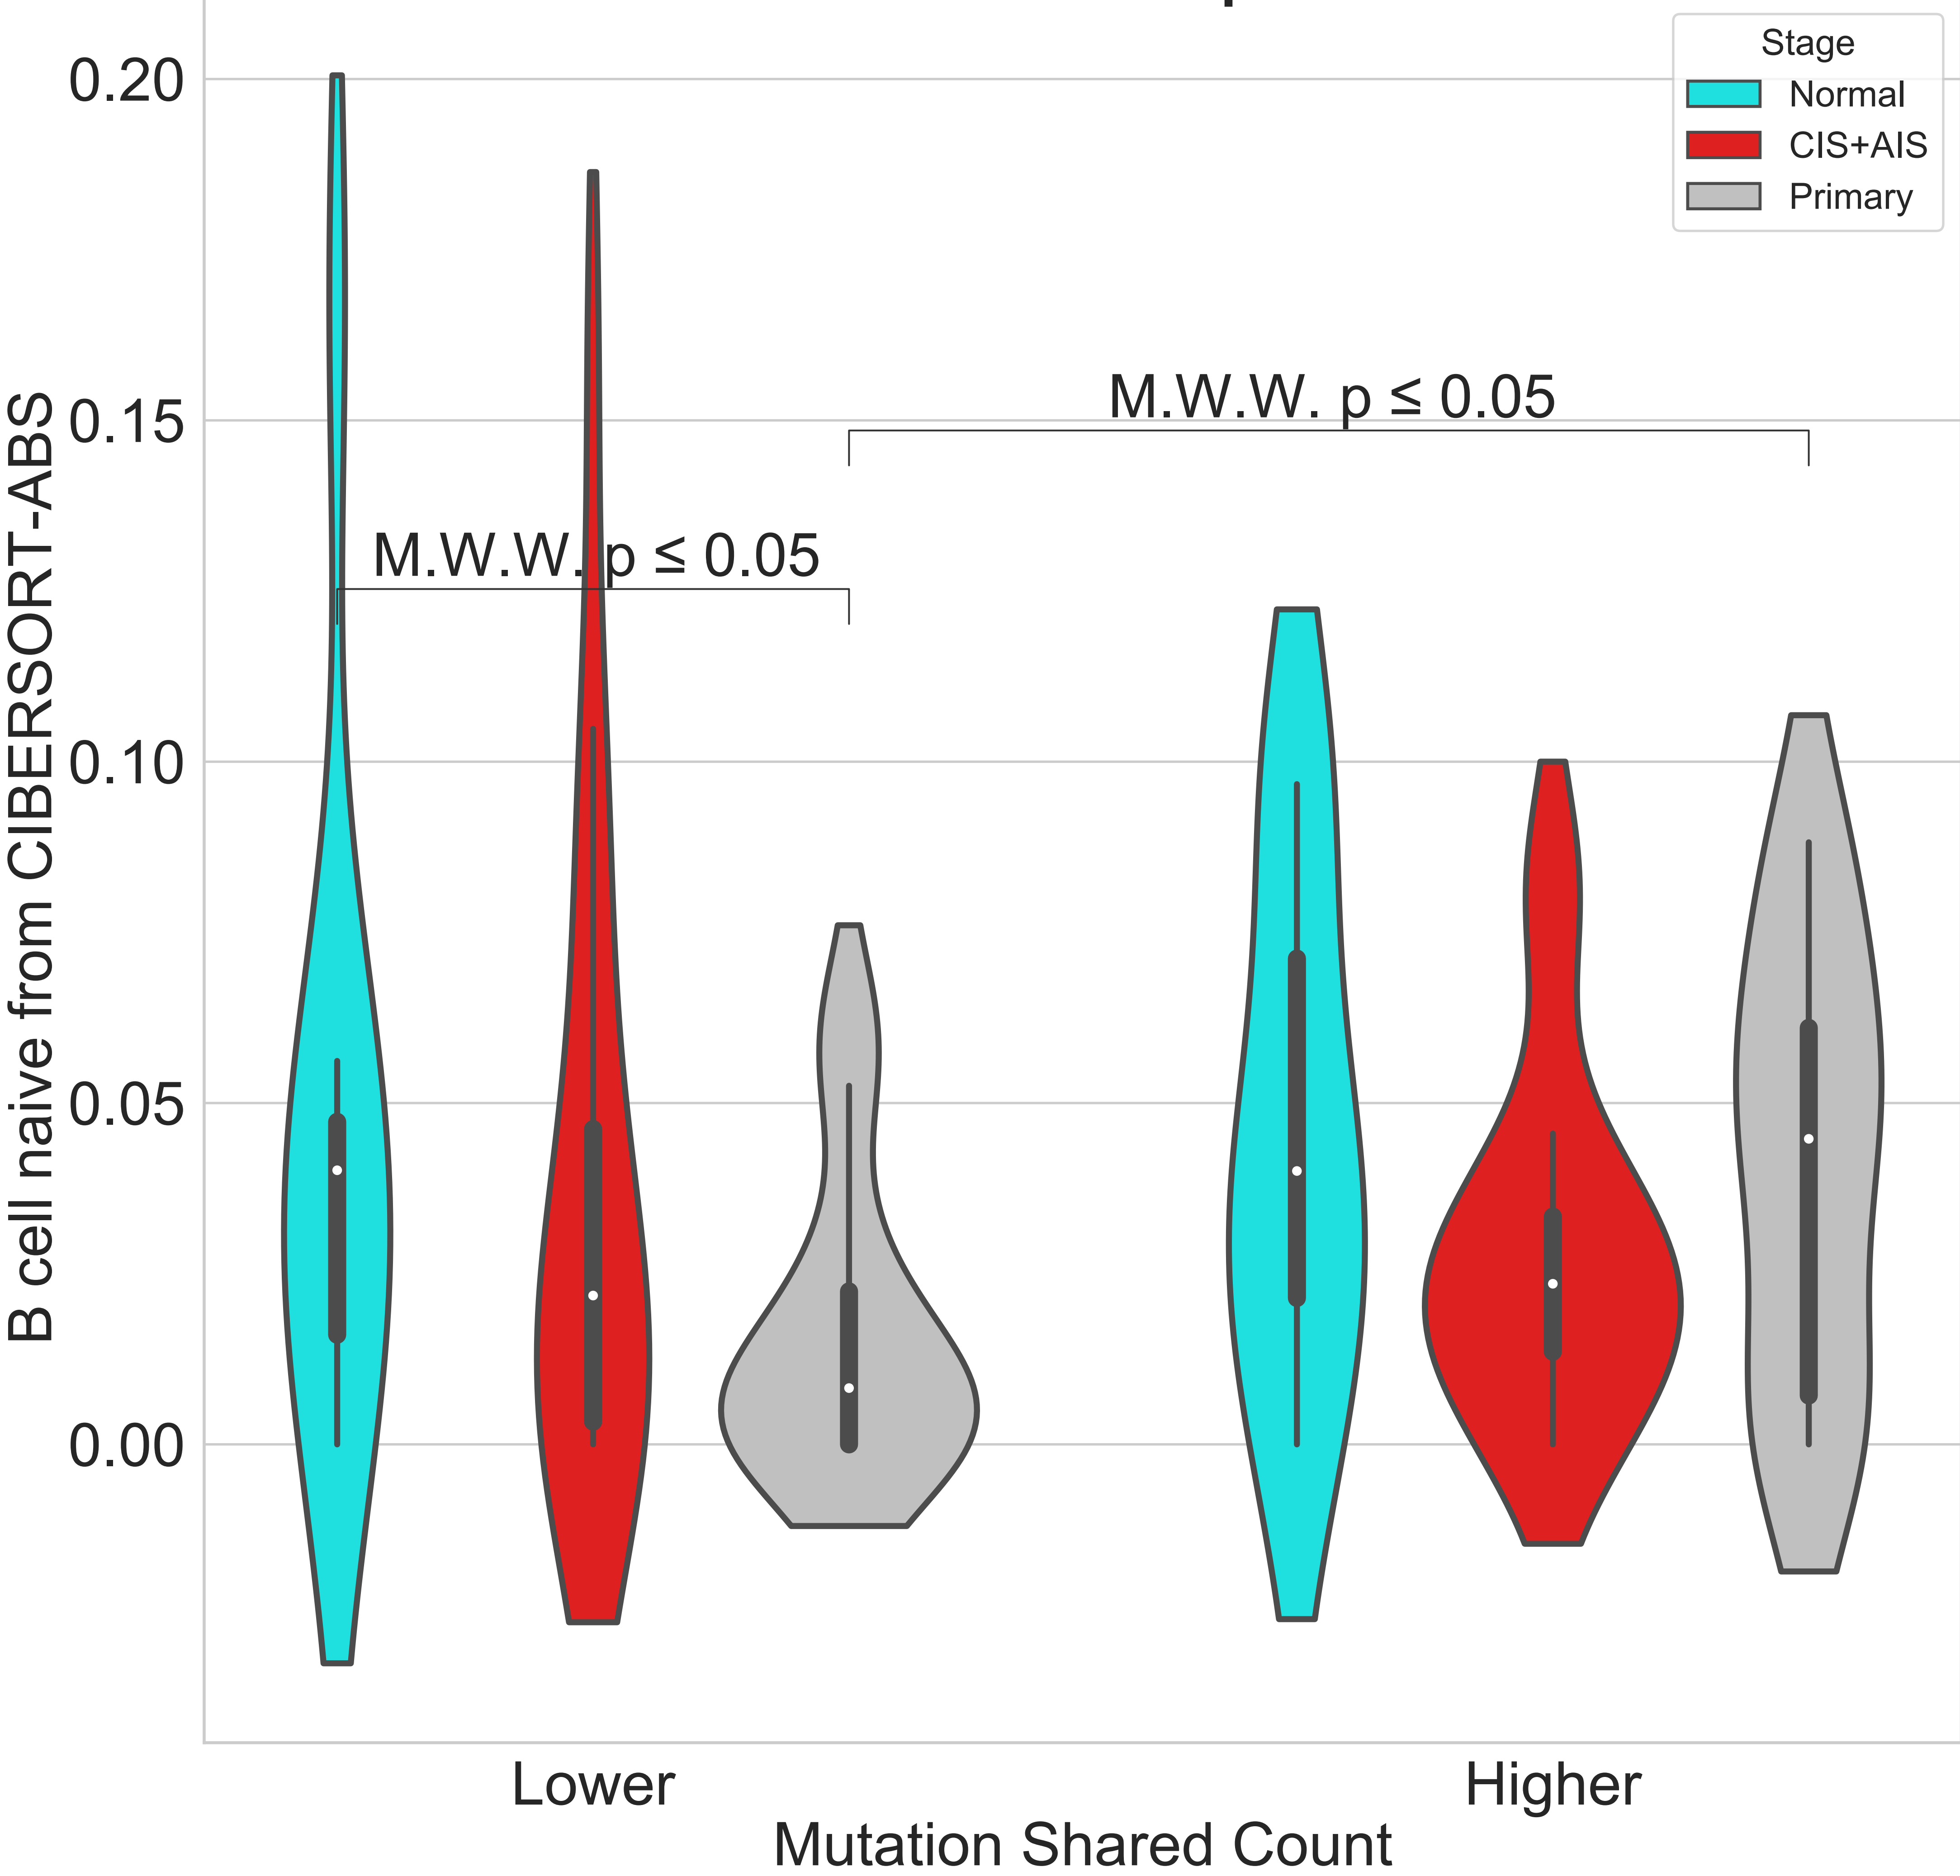 Stage
Normal
CIS+AIS
Primary
0.20
0.15
0.10
0.05
0.00
B cell naive from CIBERSORT-ABS
M.W.W. p ≤ 0.05
M.W.W. p ≤ 0.05
Lower
Higher
Mutation Shared Count